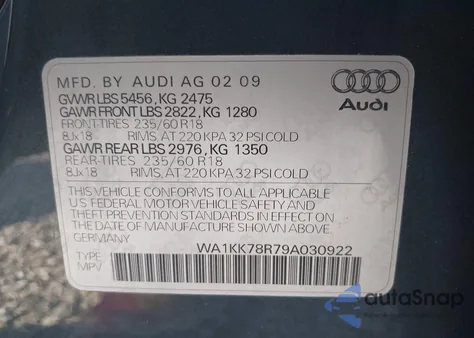 MFD. BY AUDI AG 02 09
GVWR LBS 5456, KG 2475
GAWR FRONT LBS 2822, KG 1280
FRONT-TIRES 235/60 R18
8Jx18 RIMS, AT 220 KPA 32 PSI COLD
GAWR REAR LBS 2976, KG 1350
REAR-TIRES 235/60 R18
8Jx18 RIMS, AT 220 KPA 32 PSI COLD
THIS VEHICLE CONFORMS TO ALL APPLICABLE
U.S. FEDERAL MOTOR VEHICLE SAFETY AND
THEFT PREVENTION STANDARDS IN EFFECT ON
THE DATE OF MANUFACTURE SHOWN ABOVE.
GERMANY WA1KK78R79A030922
TYPE
MPV
Audi
autoSnap